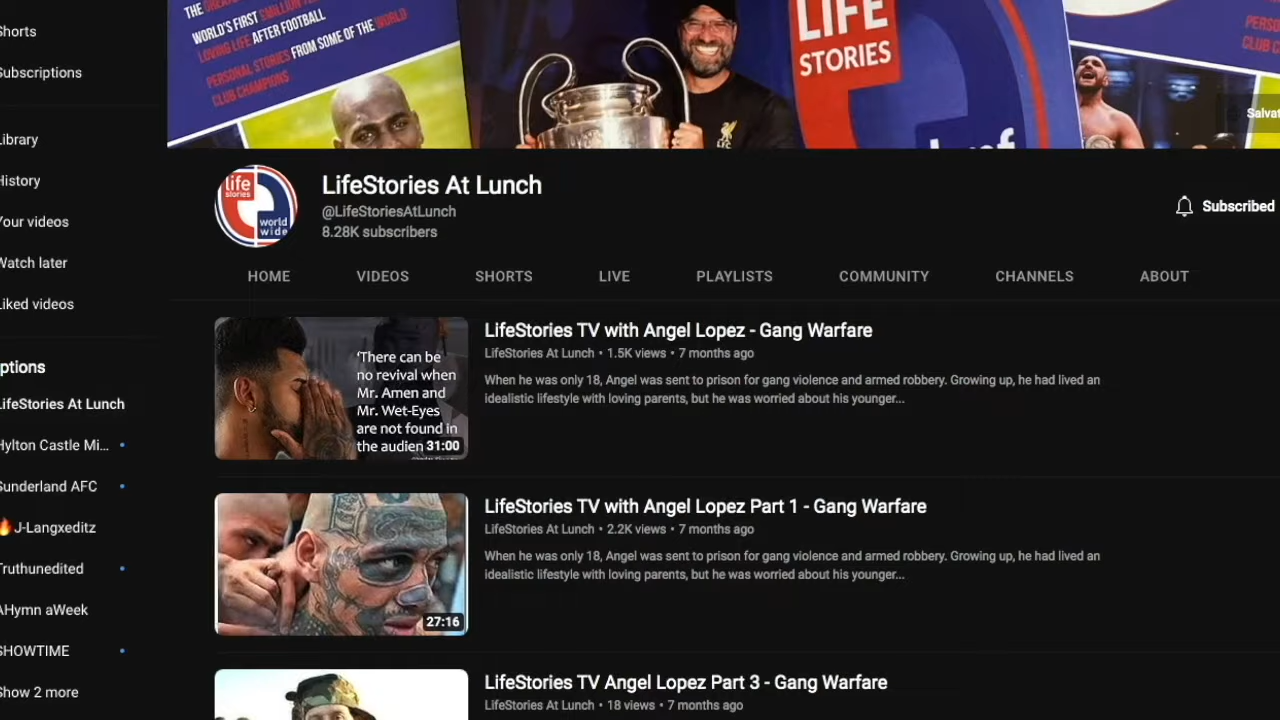 THE
WORLD'S FIRST £MILLION
LOVING LIFE AFTER FOOTBALL
PERSONAL STORIES FROM SOME OF THE WORLD
CLUB CHAMPIONS
LIFE
STORIES
PERSO
CLUB C
Salvat
Shorts
Subscriptions
Library
History
Your videos
Watch later
Liked videos
ptions
LifeStories At Lunch
Hylton Castle Mi...
Sunderland AFC
J-Langxeditz
Truthunedited
AHymn aWeek
SHOWTIME
Show 2 more
life
stories
world
wide
LifeStories At Lunch
@LifeStoriesAtLunch
8.28K subscribers
Subscribed
HOME VIDEOS SHORTS LIVE PLAYLISTS COMMUNITY CHANNELS ABOUT
'There can be
no revival when
Mr. Amen and
Mr. Wet-Eyes
are not found in
the audien
31:00
LifeStories TV with Angel Lopez - Gang Warfare
LifeStories At Lunch • 1.5K views • 7 months ago
When he was only 18, Angel was sent to prison for gang violence and armed robbery. Growing up, he had lived an
idealistic lifestyle with loving parents, but he was worried about his younger...
27:16
LifeStories TV with Angel Lopez Part 1 - Gang Warfare
LifeStories At Lunch • 2.2K views • 7 months ago
When he was only 18, Angel was sent to prison for gang violence and armed robbery. Growing up, he had lived an
idealistic lifestyle with loving parents, but he was worried about his younger...
LifeStories TV Angel Lopez Part 3 - Gang Warfare
LifeStories At Lunch • 18 views • 7 months ago